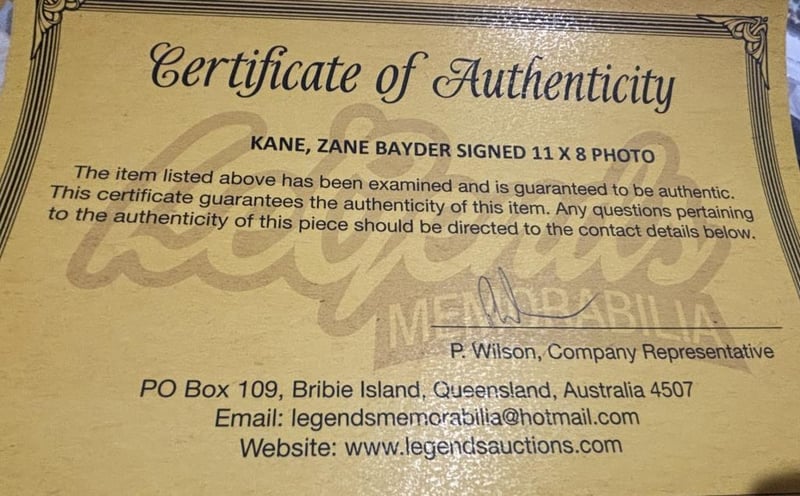 Certificate of Authenticity
KANE, ZANE BAYDER SIGNED 11 X 8 PHOTO
The item listed above has been examined and is guaranteed to be authentic.
This certificate guarantees the authenticity of this item. Any questions pertaining
to the authenticity of this piece should be directed to the contact details below.
Legends
MEMORABILIA
P. Wilson, Company Representative
PO Box 109, Bribie Island, Queensland, Australia 4507
Email: legendsmemorabilia@hotmail.com
Website: www.legendsauctions.com